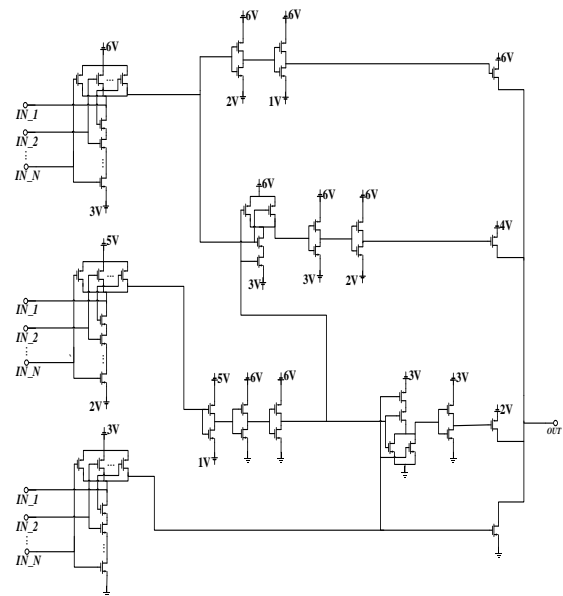 6V
6V
6V
6V
...
IN_1
2V
1V
IN_2
⋮
IN_N
⋮
3V
6V
6V
6V
4V
5V
...
3V
3V
2V
IN_1
IN_2
⋮
IN_N
⋮
2V
5V
6V
6V
3V
3V
2V
OUT
1V
3V
...
IN_1
IN_2
⋮
IN_N
⋮